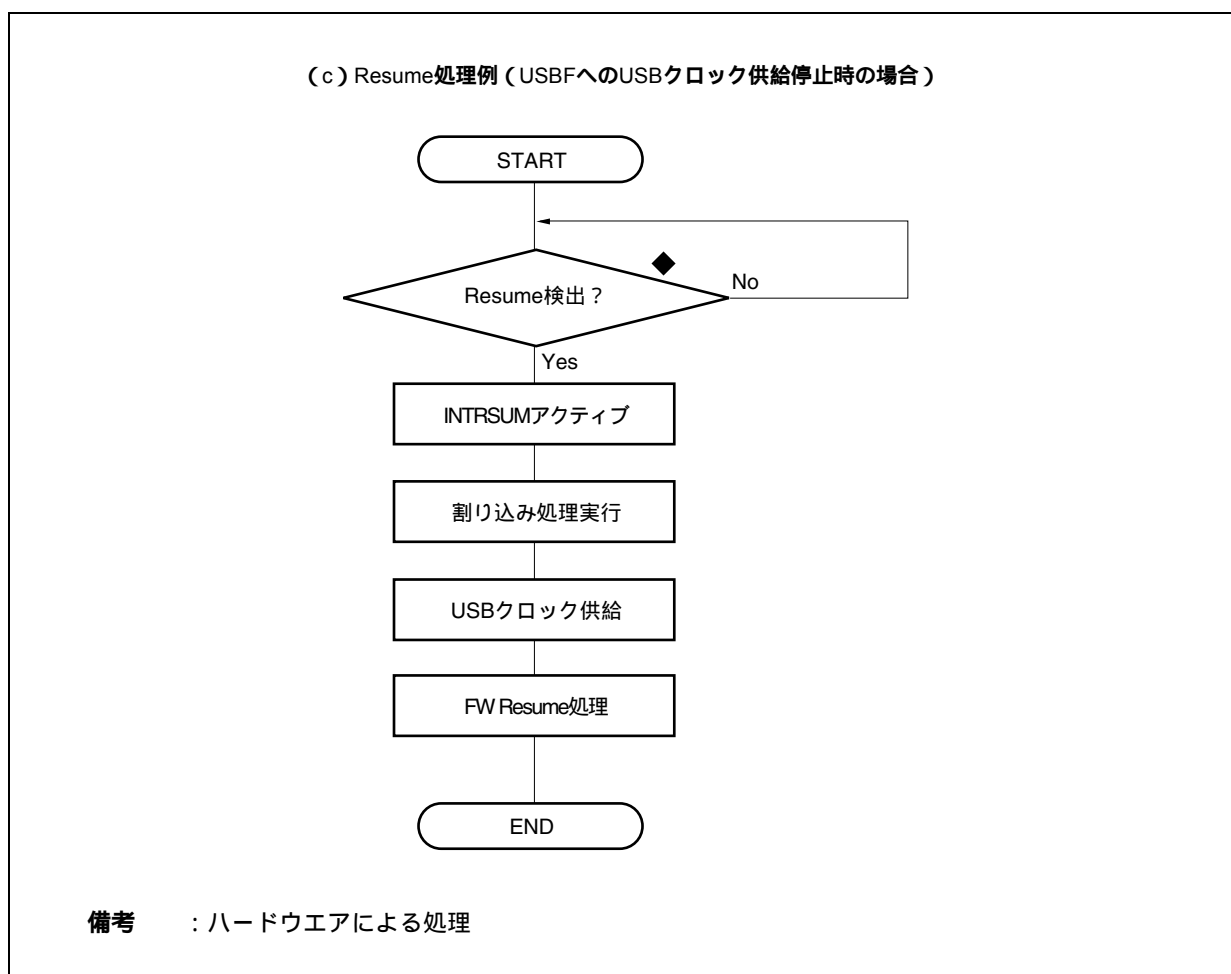 (c)Resume処理例(USBFへのUSBクロック供給停止時の場合)
START
Resume検出?
No
Yes
INTRSUMアクティブ
割り込み処理実行
USBクロック供給
FW Resume処理
END
備考 :ハードウエアによる処理